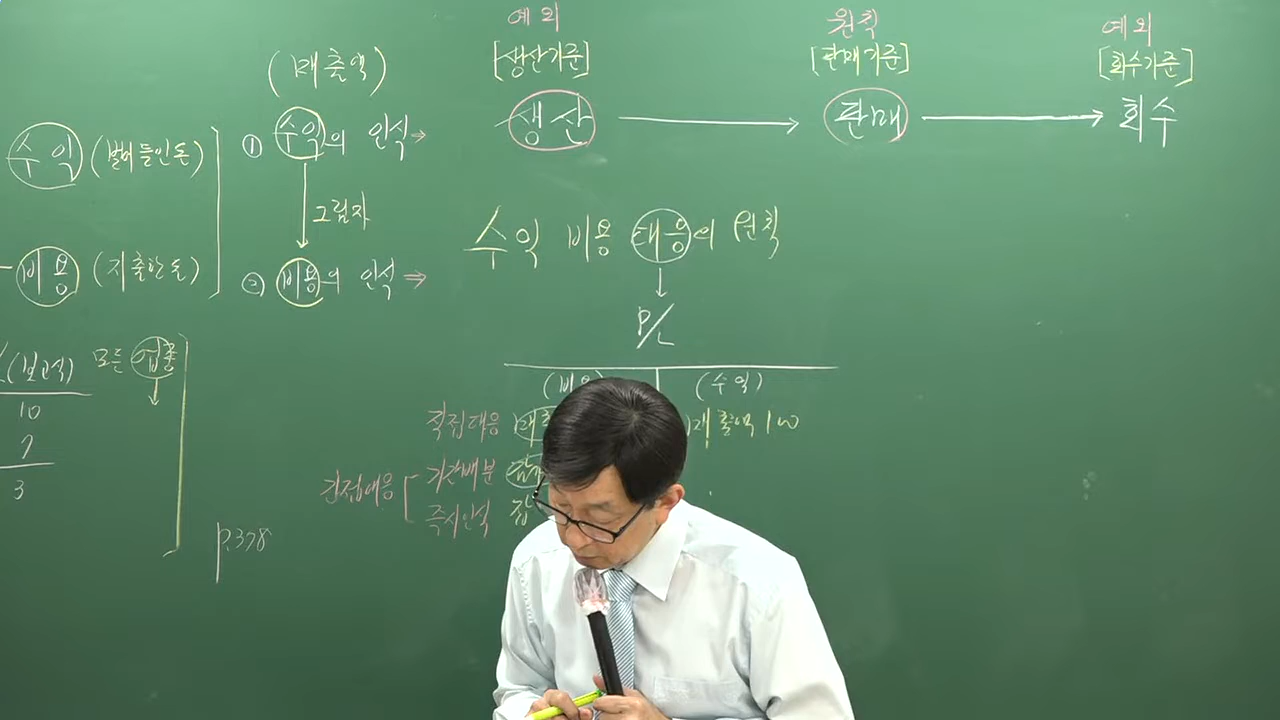 예외
[생산기준]
원칙
[판매기준]
예외
[회수기준]
(매출액)
수익 (벌어들인 돈)
① 수익의 인식 →
생산 → 판매 → 회수
그림자
수익 비용 대응의 원칙
- 비용 (지출한 돈)
② 비용의 인식 ⇒
P/L
(보고식) 모든 업종
10
7
3
(비용) (수익)
직접대응
매출액 100
간접대응
기간배분
즉시인식
잡
p.378